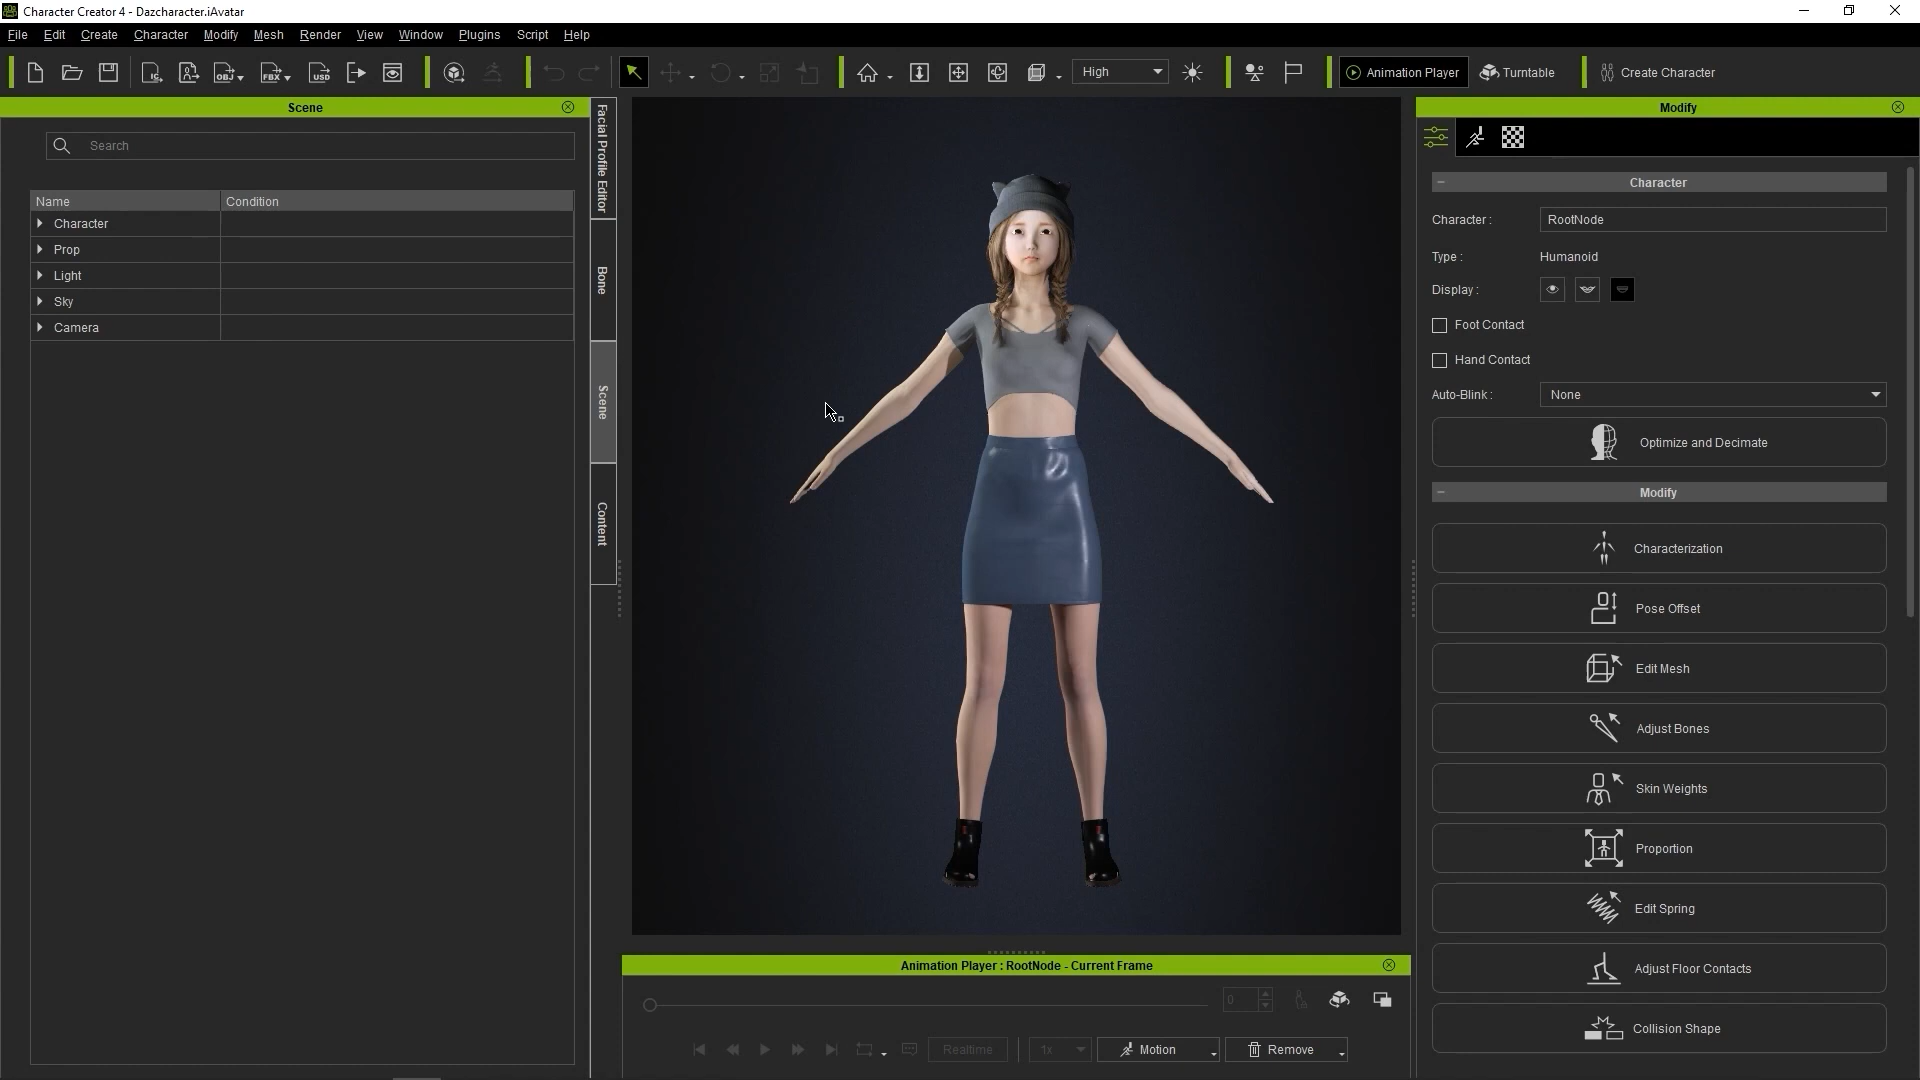 Character Creator 4 - Dazcharacter.iAvatar
File Edit Create Character Modify Mesh Render View Window Plugins Script Help
OBJ FBX USD High Animation Player Turntable Create Character
Scene
Search
Name Condition
Character
Prop
Light
Sky
Camera
Facial Profile Editor
Bone
Scene
Content
Animation Player : RootNode - Current Frame
0
Realtime 1x Motion Remove
Modify
Character
Character : RootNode
Type : Humanoid
Display :
Foot Contact
Hand Contact
Auto-Blink : None
Optimize and Decimate
Modify
Characterization
Pose Offset
Edit Mesh
Adjust Bones
Skin Weights
Proportion
Edit Spring
Adjust Floor Contacts
Collision Shape